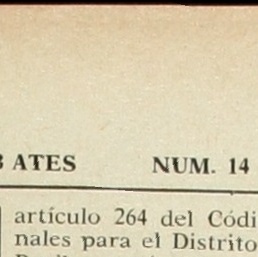 ATES NUM. 14
artículo 264 del Códi
nales para el Distrito